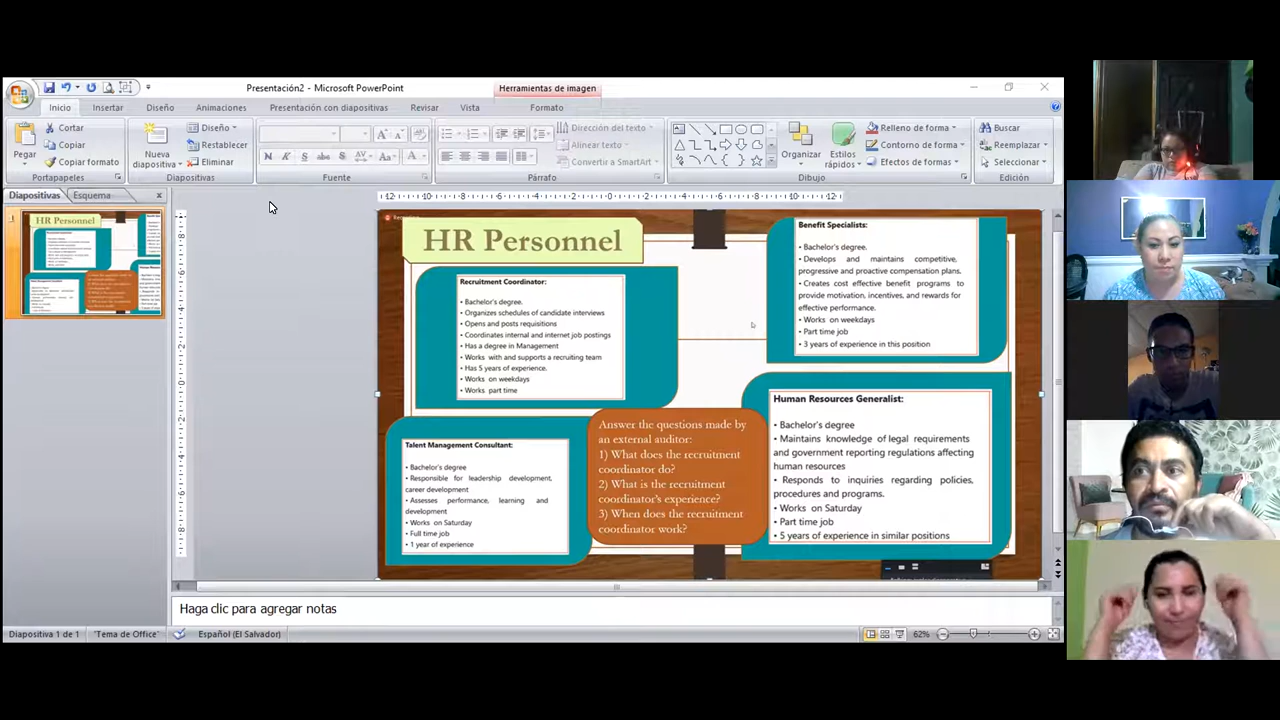 Presentación2 - Microsoft PowerPoint
Herramientas de imagen
Inicio
Insertar
Diseño
Animaciones
Presentación con diapositivas
Revisar
Vista
Formato
Pegar
Cortar
Copiar
Copiar formato
Portapapeles
Nueva diapositiva
Diseño
Restablecer
Eliminar
Diapositivas
Fuente
Dirección del texto
Alinear texto
Convertir a SmartArt
Párrafo
Organizar
Estilos rápidos
Relleno de forma
Contorno de forma
Efectos de formas
Dibujo
Buscar
Reemplazar
Seleccionar
Edición
Diapositivas
Esquema
1
HR Personnel
Recruitment Coordinator:
• Bachelor's degree.
• Organizes schedules of candidate interviews
• Opens and posts requisitions
• Coordinates internal and internet job postings
• Has a degree in Management
• Works with and supports a recruiting team
• Has 5 years of experience.
• Works on weekdays
• Works part time
Benefit Specialists:
• Bachelor's degree.
• Develops and maintains competitive,
progressive and proactive compensation plans.
• Creates cost effective benefit programs to
provide motivation, incentives, and rewards for
effective performance.
• Works on weekdays
• Part time job
• 3 years of experience in this position
Talent Management Consultant:
• Bachelor's degree
• Responsible for leadership development,
career development
• Assesses performance, learning and
development
• Works on Saturday
• Full time job
• 1 year of experience
Answer the questions made by
an external auditor:
1) What does the recruitment
coordinator do?
2) What is the recruitment
coordinator's experience?
3) When does the recruitment
coordinator work?
Human Resources Generalist:
• Bachelor's degree
• Maintains knowledge of legal requirements
and government reporting regulations affecting
human resources
• Responds to inquiries regarding policies,
procedures and programs.
• Works on Saturday
• Part time job
• 5 years of experience in similar positions
Haga clic para agregar notas
Diapositiva 1 de 1
"Tema de Office"
Español (El Salvador)
62%